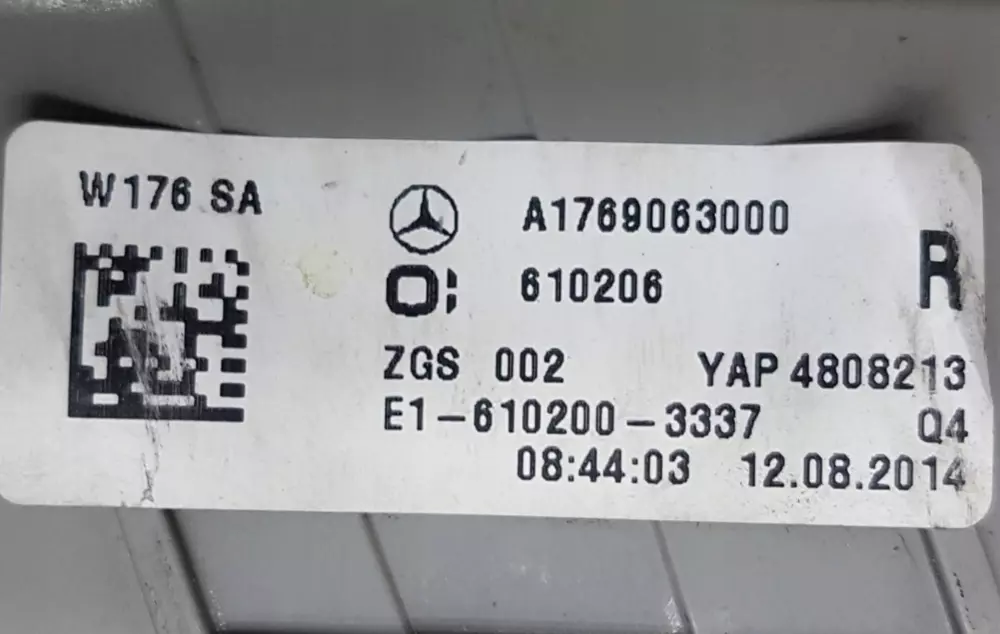 W176 SA
A1769063000
R
610206
ZGS 002 YAP 4808213
E1-610200-3337 Q4
08:44:03 12.08.2014